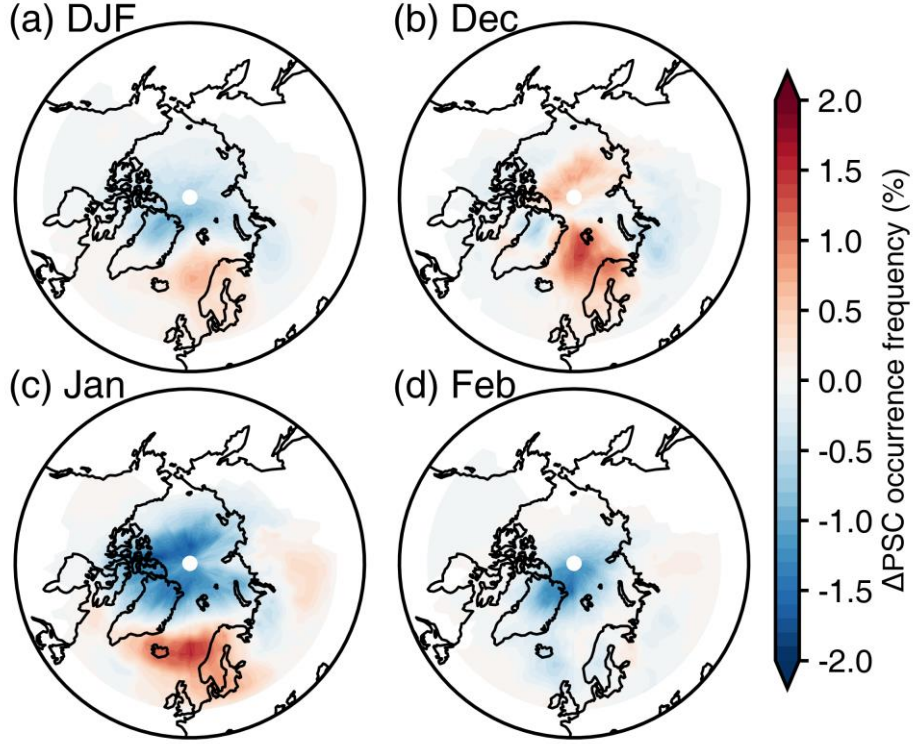 (a) DJF
(b) Dec
(c) Jan
(d) Feb
2.0
1.5
1.0
0.5
0.0
-0.5
-1.0
-1.5
-2.0
ΔPSC occurrence frequency (%)